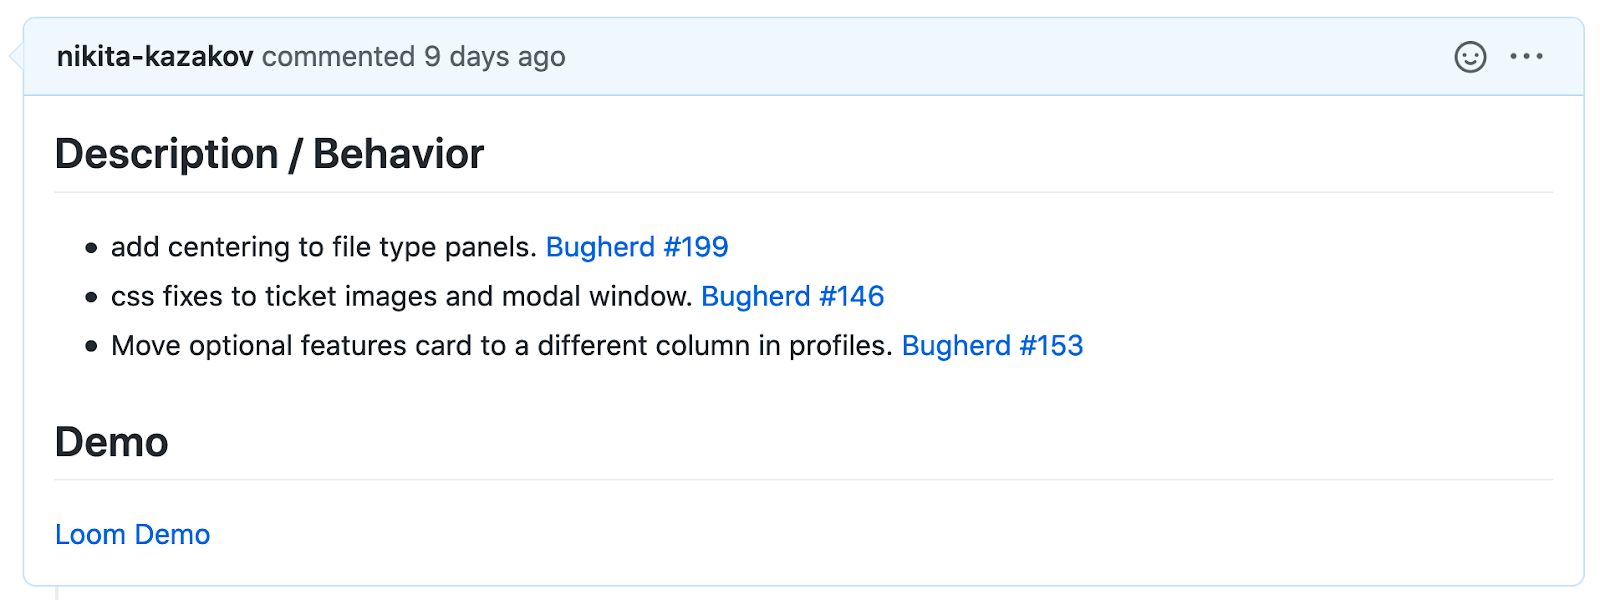 nikita-kazakov commented 9 days ago
Description / Behavior
add centering to file type panels. Bugherd #199
css fixes to ticket images and modal window. Bugherd #146
Move optional features card to a different column in profiles. Bugherd #153
Demo
Loom Demo